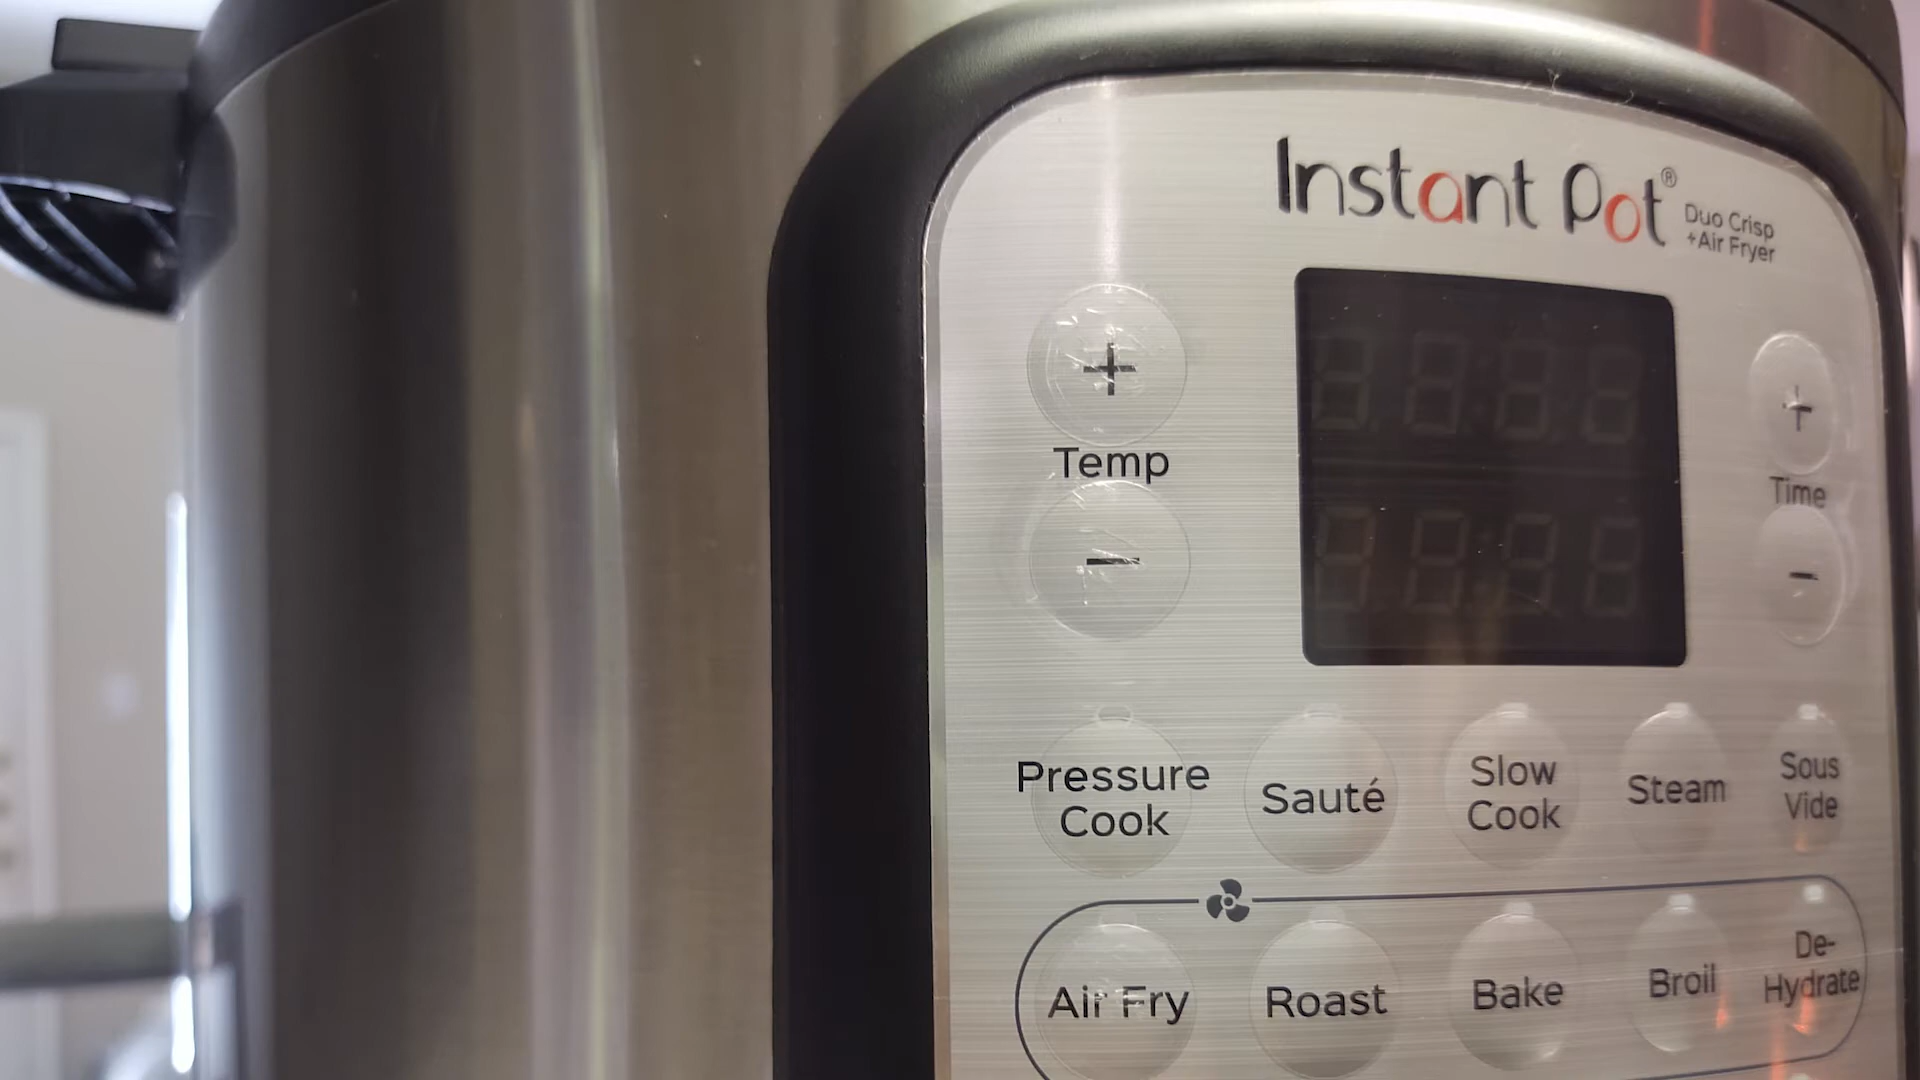 Instant Pot®
Duo Crisp
+Air Fryer
+
+
Temp
Time
-
-
Pressure
Cook
Sauté
Slow
Cook
Steam
Sous
Vide
Air Fry
Roast
Bake
Broil
De-
Hydrate